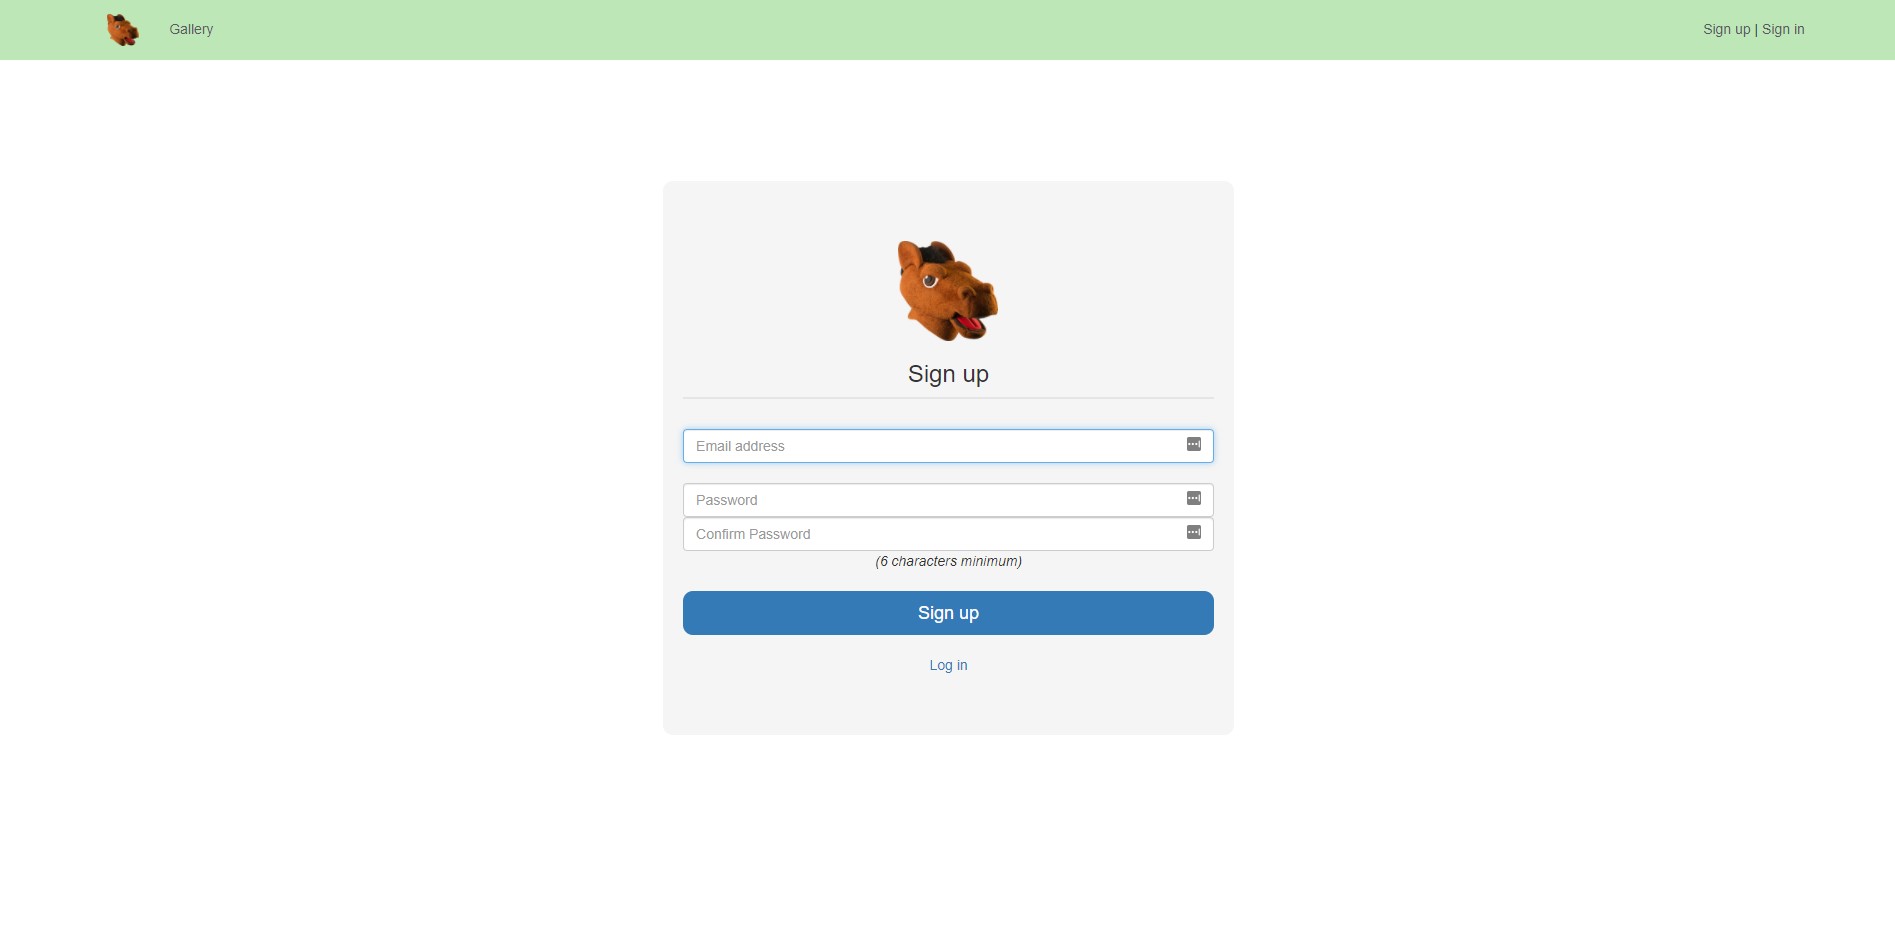 Gallery
Sign up | Sign in
Sign up
Email address
Password
Confirm Password
(6 characters minimum)
Sign up
Log in